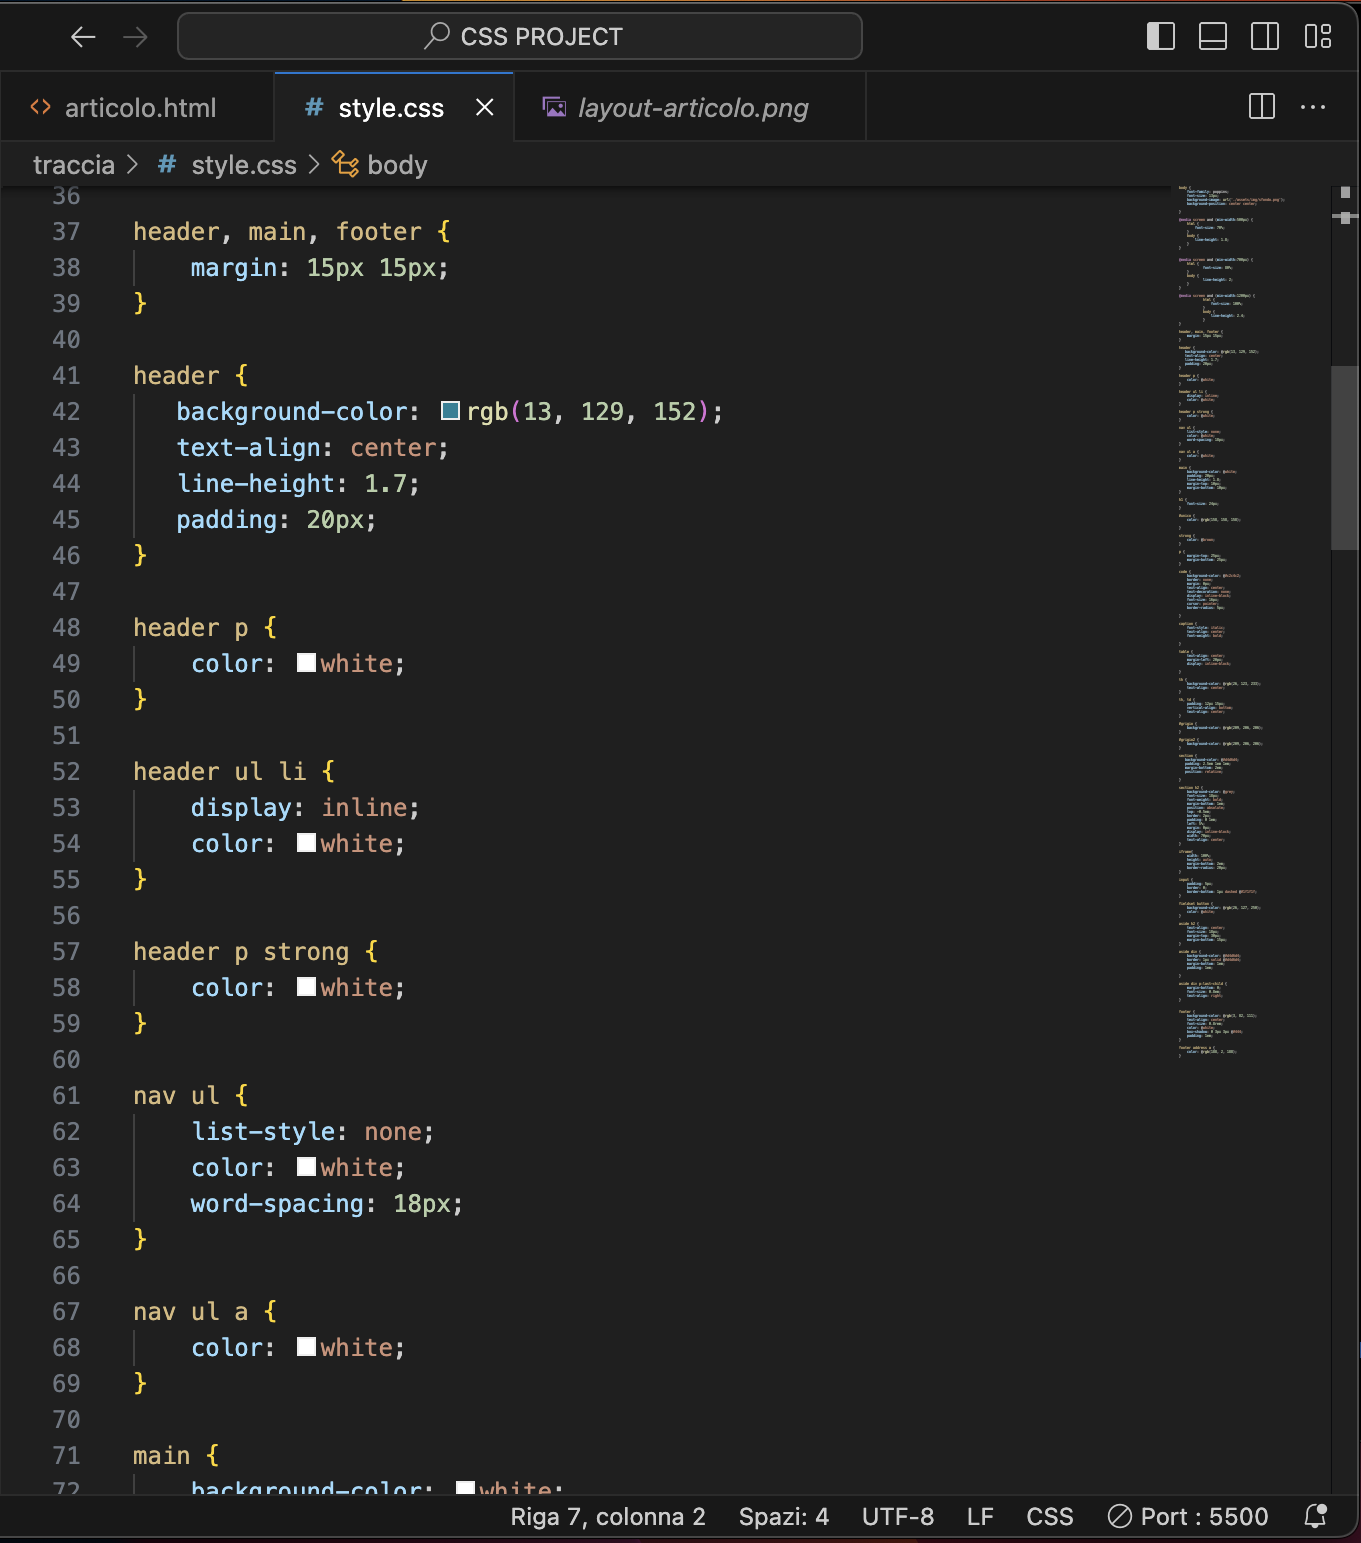 CSS PROJECT
articolo.html
# style.css
layout-articolo.png
traccia > # style.css > body
36
37 header, main, footer {
38 margin: 15px 15px;
39 }
40
41 header {
42 background-color: rgb(13, 129, 152);
43 text-align: center;
44 line-height: 1.7;
45 padding: 20px;
46 }
47
48 header p {
49 color: white;
50 }
51
52 header ul li {
53 display: inline;
54 color: white;
55 }
56
57 header p strong {
58 color: white;
59 }
60
61 nav ul {
62 list-style: none;
63 color: white;
64 word-spacing: 18px;
65 }
66
67 nav ul a {
68 color: white;
69 }
70
71 main {
72 background-color: white;
Riga 7, colonna 2 Spazi: 4 UTF-8 LF CSS Port : 5500